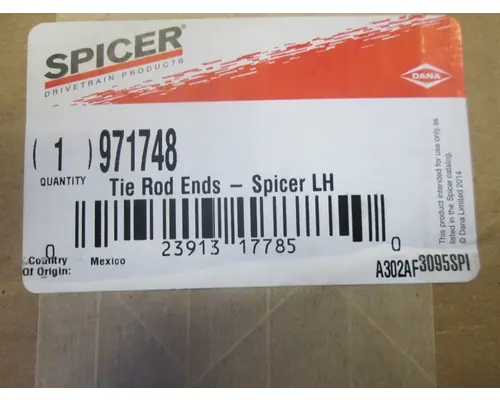 SPICER®
DRIVETRAIN PRODUCTS
DANA
( 1 ) 971748
QUANTITY
Tie Rod Ends - Spicer LH
0 23913 17785 0
Country Of Origin: Mexico
A302AF3095SPI
This product intended for use only as
listed in the Spicer catalog.
© Dana Limited 2014